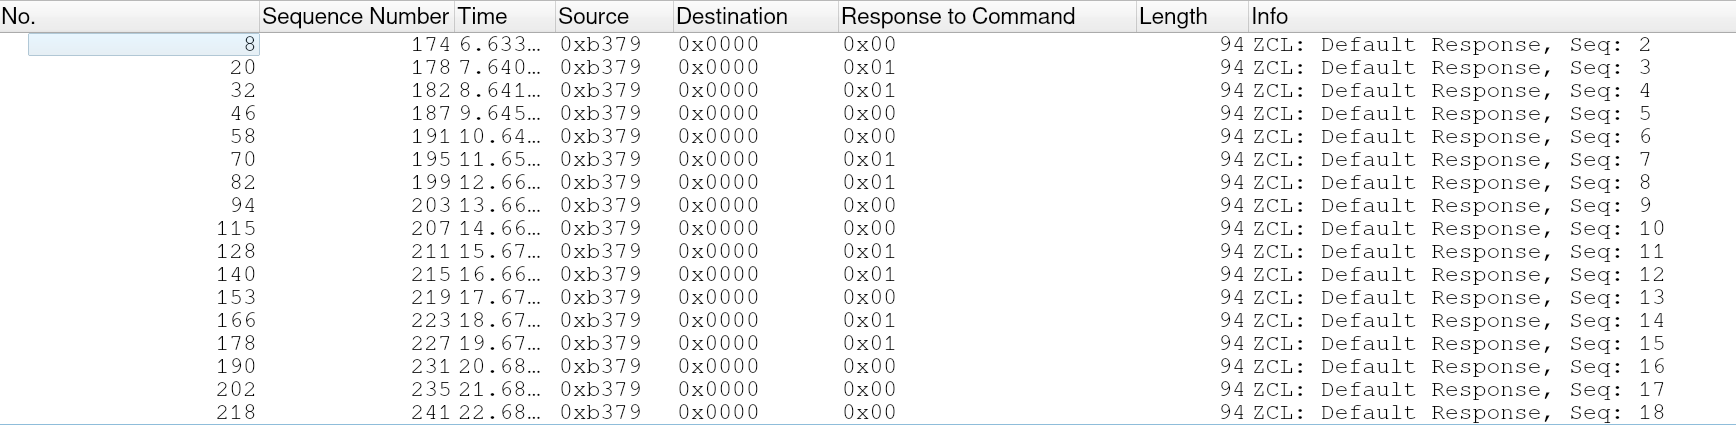 No. Sequence Number Time Source Destination Response to Command Length Info
8 174 6.633… 0xb379 0x0000 0x00 94 ZCL: Default Response, Seq: 2
20 178 7.640… 0xb379 0x0000 0x01 94 ZCL: Default Response, Seq: 3
32 182 8.641… 0xb379 0x0000 0x01 94 ZCL: Default Response, Seq: 4
46 187 9.645… 0xb379 0x0000 0x00 94 ZCL: Default Response, Seq: 5
58 191 10.64… 0xb379 0x0000 0x00 94 ZCL: Default Response, Seq: 6
70 195 11.65… 0xb379 0x0000 0x01 94 ZCL: Default Response, Seq: 7
82 199 12.66… 0xb379 0x0000 0x01 94 ZCL: Default Response, Seq: 8
94 203 13.66… 0xb379 0x0000 0x00 94 ZCL: Default Response, Seq: 9
115 207 14.66… 0xb379 0x0000 0x00 94 ZCL: Default Response, Seq: 10
128 211 15.67… 0xb379 0x0000 0x01 94 ZCL: Default Response, Seq: 11
140 215 16.66… 0xb379 0x0000 0x01 94 ZCL: Default Response, Seq: 12
153 219 17.67… 0xb379 0x0000 0x00 94 ZCL: Default Response, Seq: 13
166 223 18.67… 0xb379 0x0000 0x01 94 ZCL: Default Response, Seq: 14
178 227 19.67… 0xb379 0x0000 0x01 94 ZCL: Default Response, Seq: 15
190 231 20.68… 0xb379 0x0000 0x00 94 ZCL: Default Response, Seq: 16
202 235 21.68… 0xb379 0x0000 0x00 94 ZCL: Default Response, Seq: 17
218 241 22.68… 0xb379 0x0000 0x00 94 ZCL: Default Response, Seq: 18